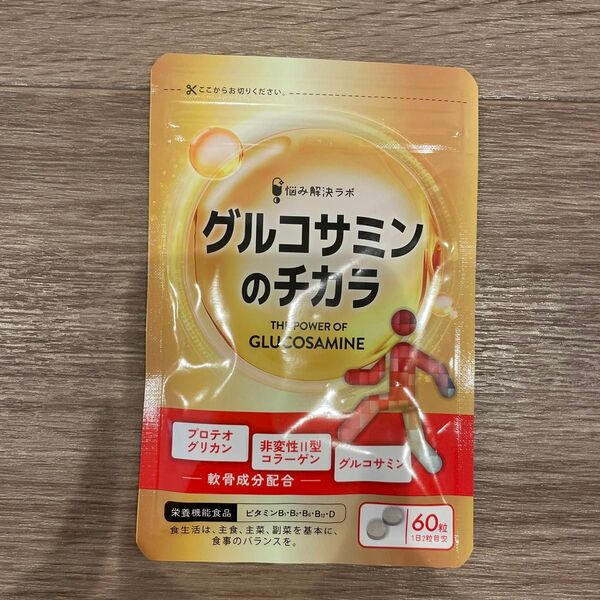 ここからお切りください。
悩み解決ラボ
グルコサミン
のチカラ
THE POWER OF
GLUCOSAMINE
プロテオ
グリカン
非変性II型
コラーゲン
グルコサミン
軟骨成分配合
栄養機能食品 ビタミンB₁・B₂・B₆・B₁₂・D
食生活は、主食、主菜、副菜を基本に、
食事のバランスを。
60粒
1日2粒目安